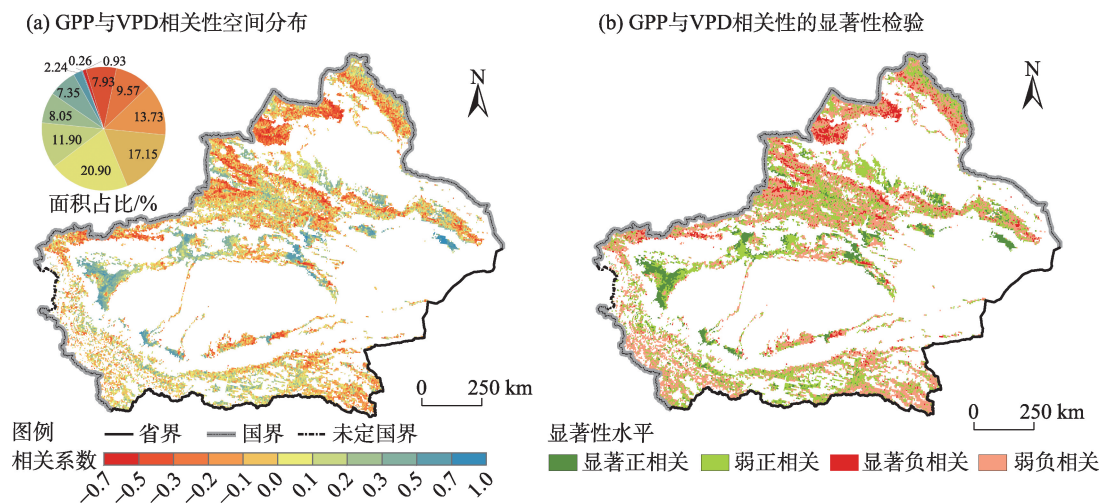 (a) GPP与VPD相关性空间分布
(b) GPP与VPD相关性的显著性检验
0.26 0.93
2.24
7.93
7.35
9.57
8.05
13.73
11.90
17.15
20.90
面积占比/%
N
N
0 250 km
0 250 km
图例 省界 国界 未定国界
相关系数
−0.7 −0.5 −0.3 −0.2 −0.1 0.0 0.1 0.2 0.3 0.5 0.7 1.0
显著性水平
显著正相关 弱正相关 显著负相关 弱负相关